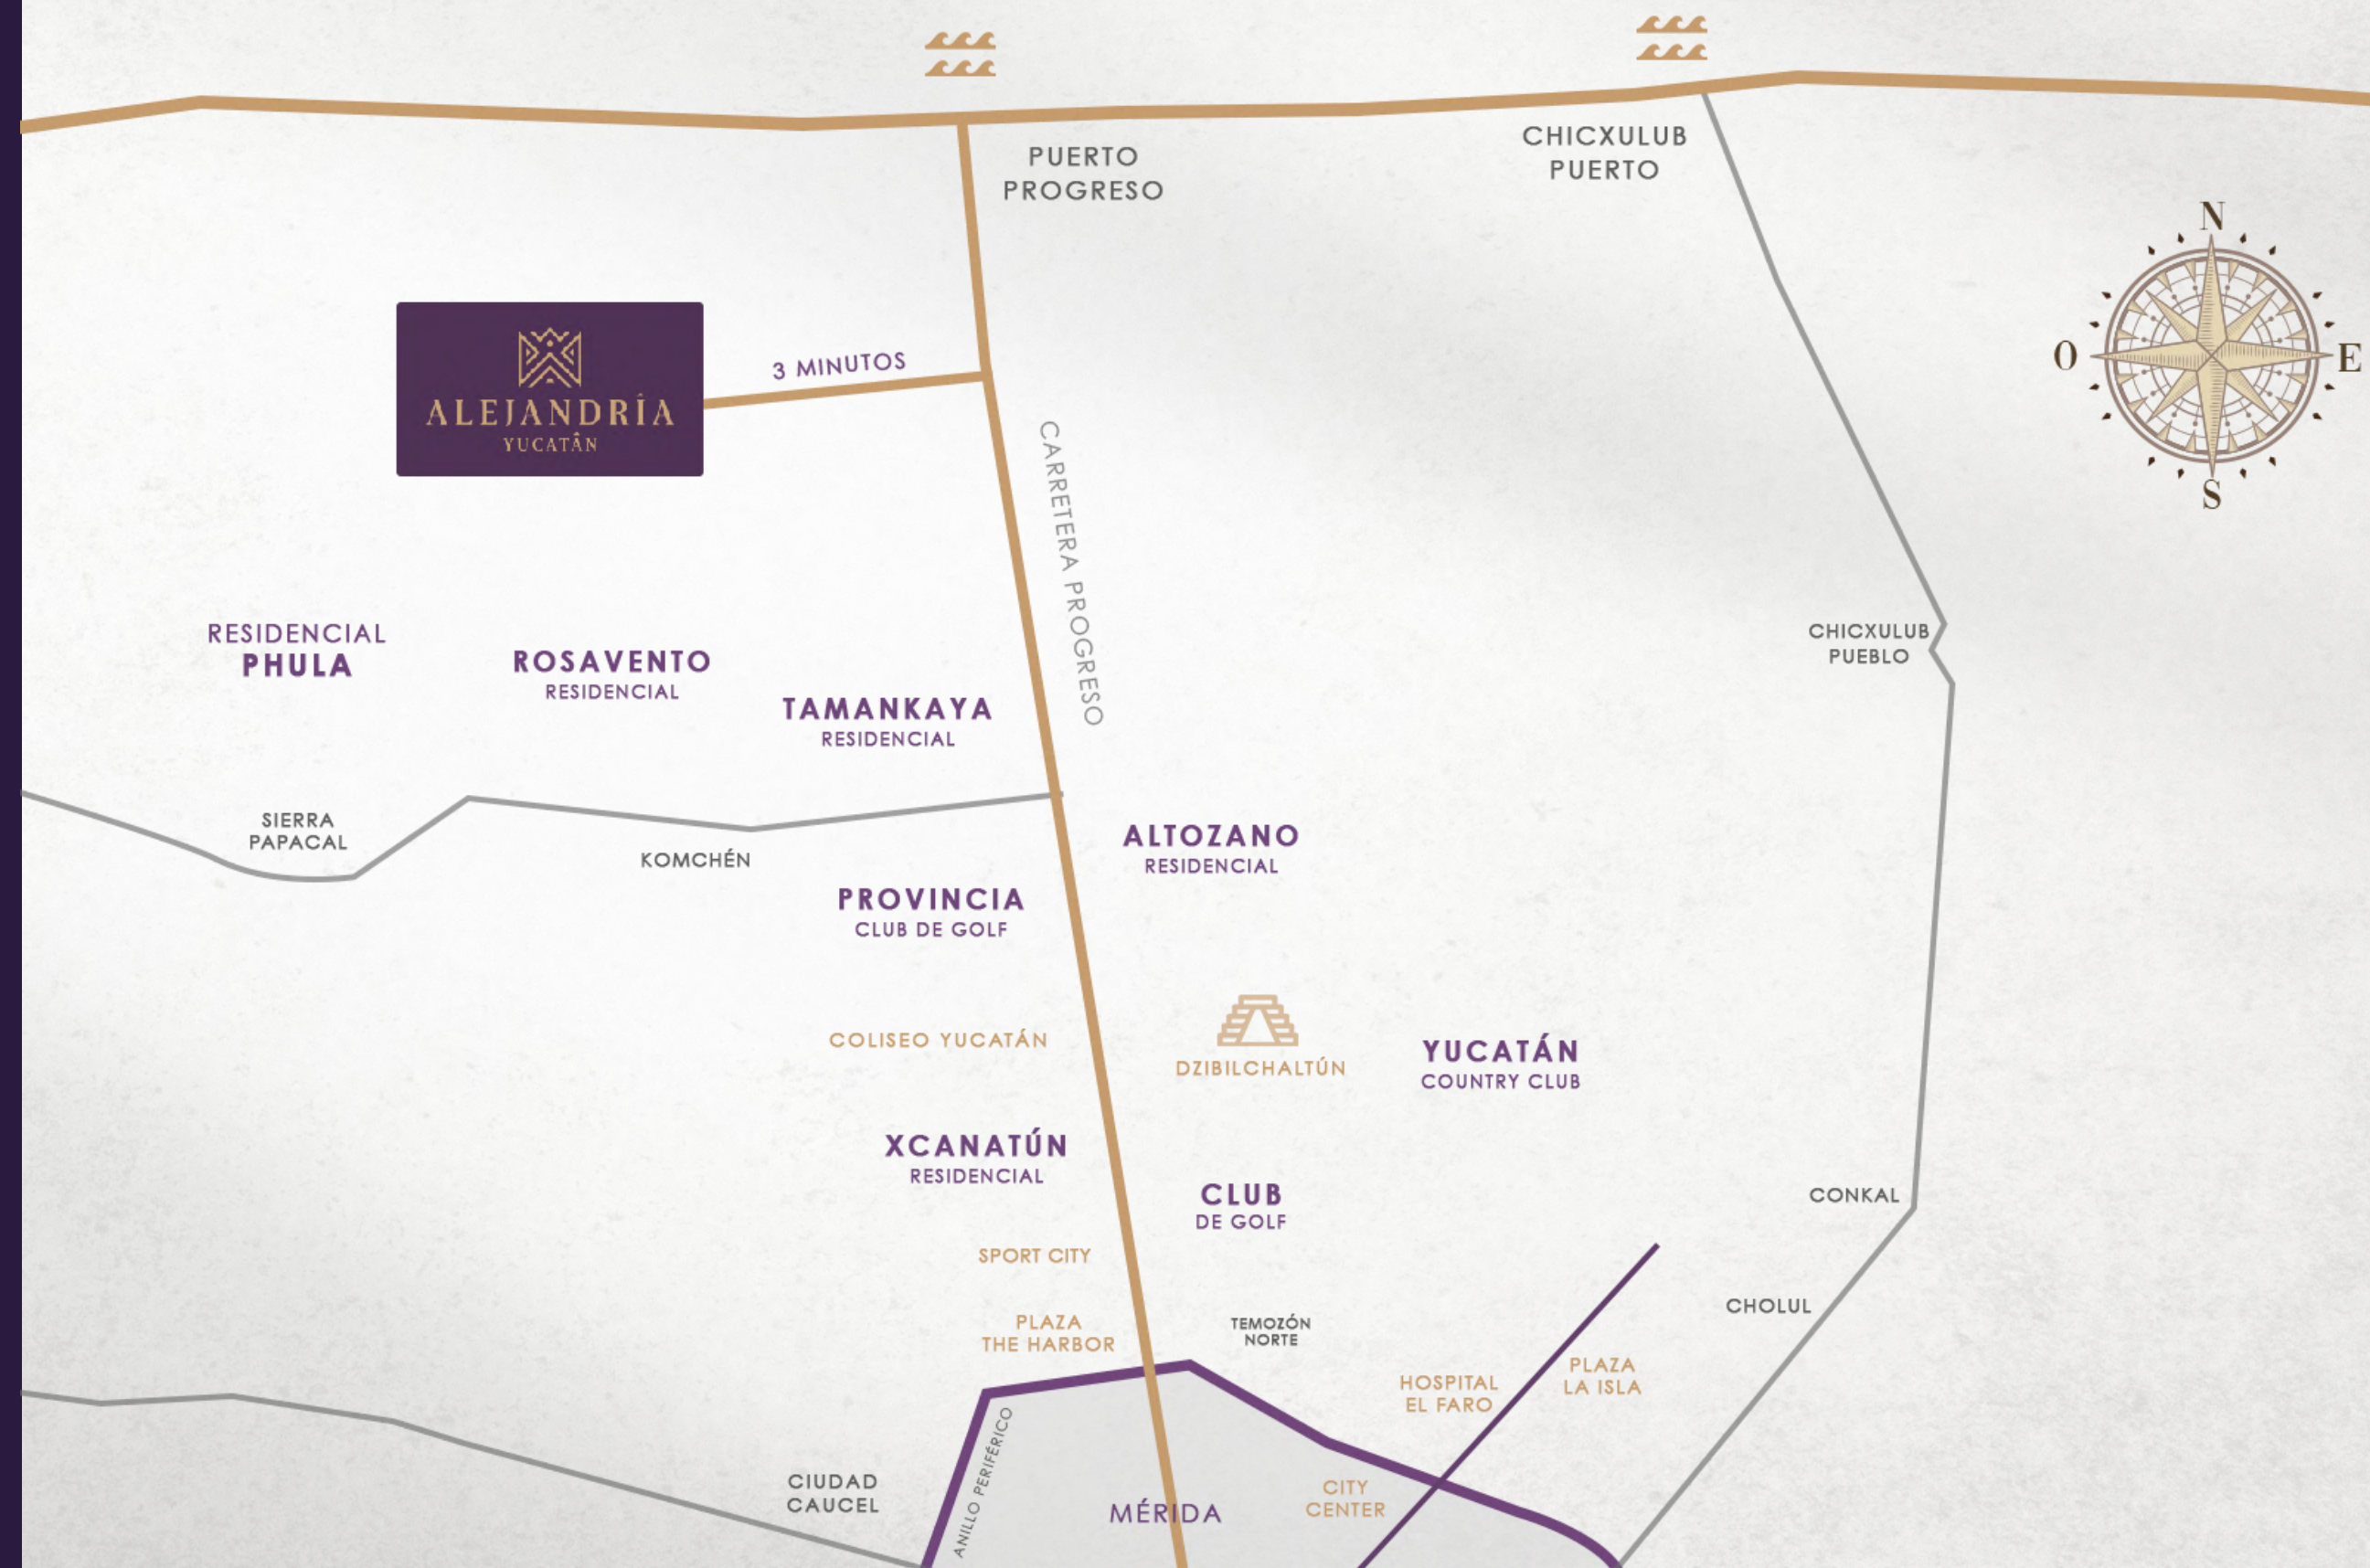 PUERTO
PROGRESO
CHICXULUB
PUERTO
N
O
E
S
ALEJANDRÍA
YUCATÁN
3 MINUTOS
CARRETERA PROGRESO
RESIDENCIAL
PHULA
ROSAVENTO
RESIDENCIAL
TAMANKAYA
RESIDENCIAL
CHICXULUB
PUEBLO
SIERRA
PAPACAL
KOMCHÉN
ALTOZANO
RESIDENCIAL
PROVINCIA
CLUB DE GOLF
COLISEO YUCATÁN
DZIBILCHALTÚN
YUCATÁN
COUNTRY CLUB
XCANATÚN
RESIDENCIAL
CLUB
DE GOLF
CONKAL
SPORT CITY
PLAZA
THE HARBOR
TEMOZÓN
NORTE
CHOLUL
HOSPITAL
EL FARO
PLAZA
LA ISLA
CIUDAD
CAUCEL
ANILLO PERIFÉRICO
MÉRIDA
CITY
CENTER